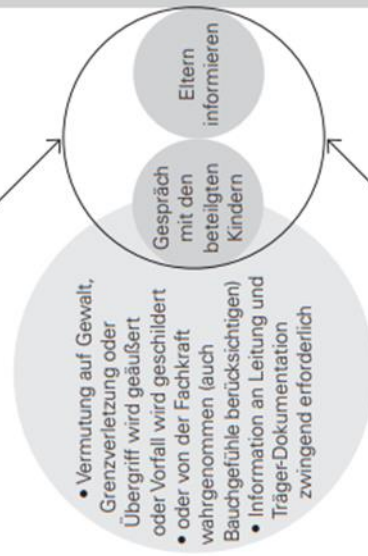 • Vermutung auf Gewalt,
Grenzverletzung oder
Übergriff wird geäußert
oder Vorfall wird geschildert
• oder von der Fachkraft
wahrgenommen (auch
Bauchgefühle berücksichtigen)
• Information an Leitung und
Träger-Dokumentation
zwingend erforderlich
Gespräch
mit den
beteiligten
Kindern
Eltern
informieren